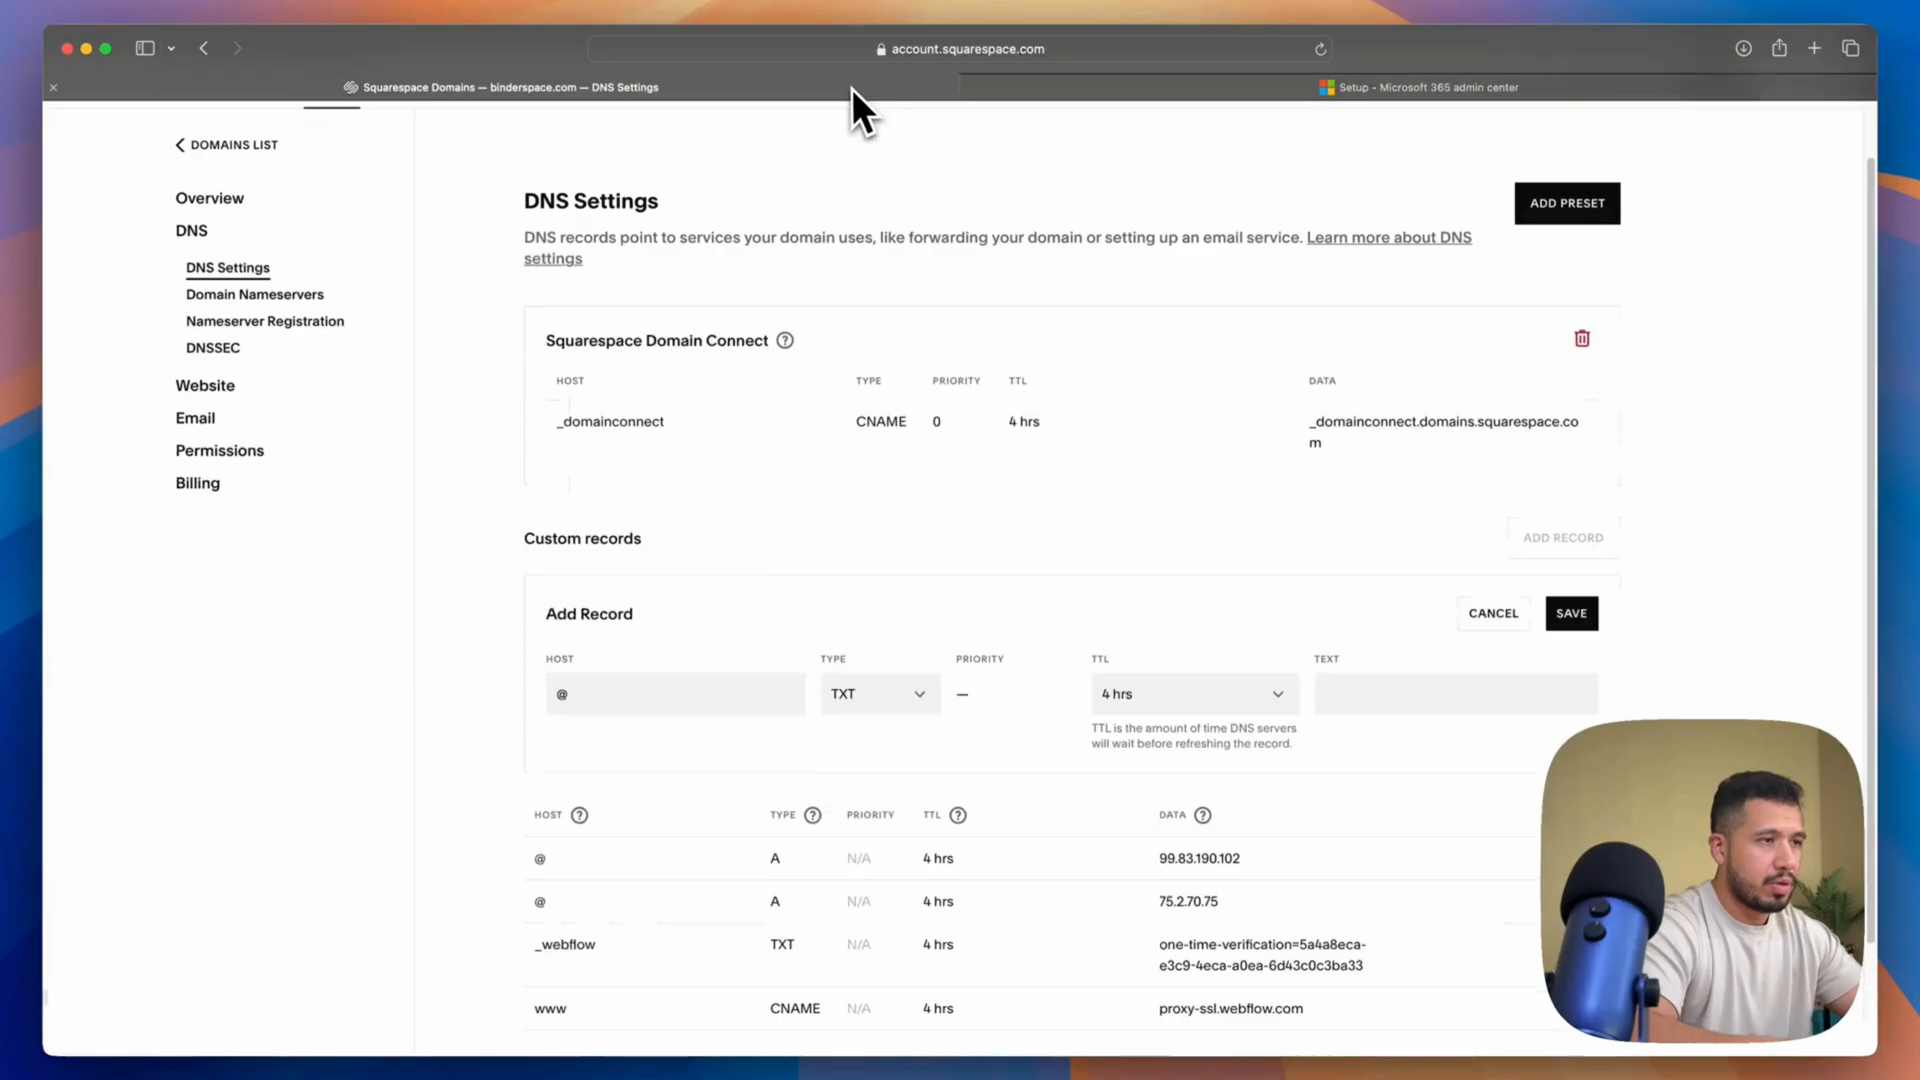 account.squarespace.com
Squarespace Domains — binderspace.com — DNS Settings
Setup - Microsoft 365 admin center
DOMAINS LIST
Overview
DNS
DNS Settings
Domain Nameservers
Nameserver Registration
DNSSEC
Website
Email
Permissions
Billing
DNS Settings
ADD PRESET
DNS records point to services your domain uses, like forwarding your domain or setting up an email service. Learn more about DNS
settings
Squarespace Domain Connect ?
HOST TYPE PRIORITY TTL DATA
_domainconnect CNAME 0 4 hrs _domainconnect.domains.squarespace.co
m
Custom records
ADD RECORD
Add Record
CANCEL SAVE
HOST TYPE PRIORITY TTL TEXT
@ TXT — 4 hrs
TTL is the amount of time DNS servers
will wait before refreshing the record.
HOST ? TYPE ? PRIORITY TTL ? DATA ?
@ A N/A 4 hrs 99.83.190.102
@ A N/A 4 hrs 75.2.70.75
_webflow TXT N/A 4 hrs one-time-verification=5a4a8eca-
e3c9-4eca-a0ea-6d43c0c3ba33
www CNAME N/A 4 hrs proxy-ssl.webflow.com